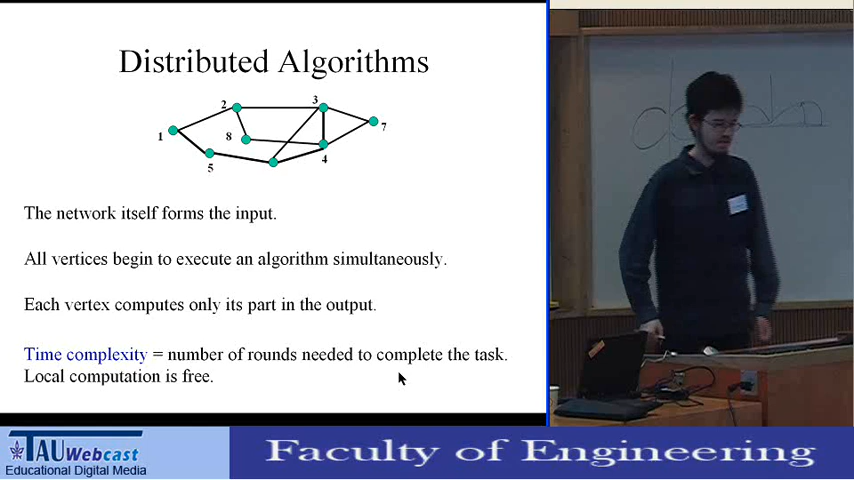 Distributed Algorithms
2
3
7
1
8
5
4
The network itself forms the input.
All vertices begin to execute an algorithm simultaneously.
Each vertex computes only its part in the output.
Time complexity = number of rounds needed to complete the task.
Local computation is free.
TAU Webcast
Educational Digital Media
Faculty of Engineering